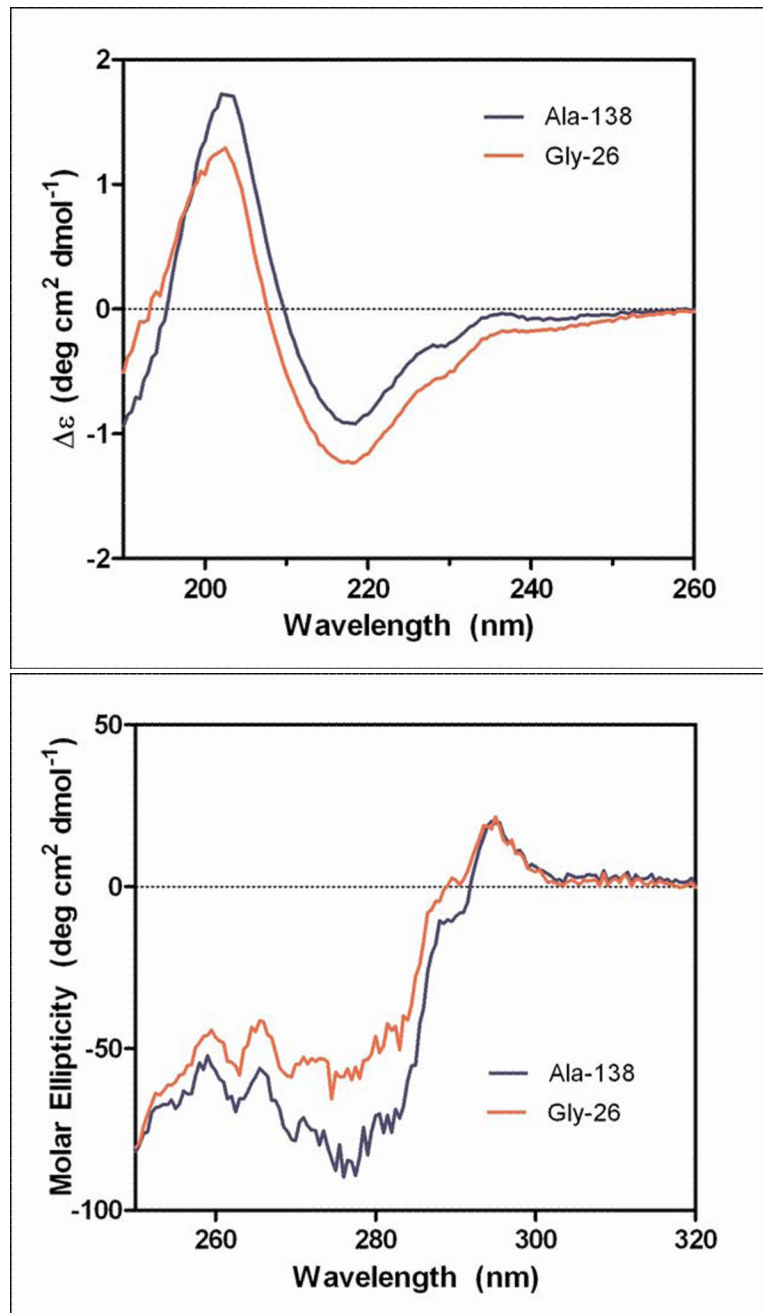 2
1
0
-1
-2
Δε (deg cm² dmol⁻¹)
Ala-138
Gly-26
200
220
240
260
Wavelength (nm)
50
0
-50
-100
Molar Ellipticity (deg cm² dmol⁻¹)
Ala-138
Gly-26
260
280
300
320
Wavelength (nm)